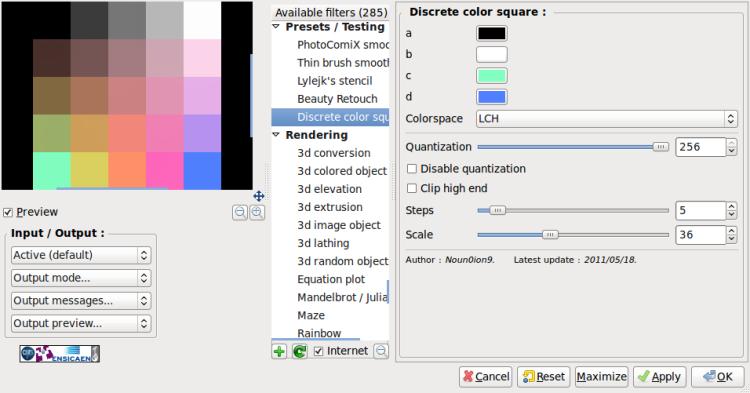 Preview
Input / Output :
Active (default)
Output mode...
Output messages...
Output preview...
ENSICAEN
Available filters (285)
Presets / Testing
PhotoComiX smoo
Thin brush smooth
Lylejk's stencil
Beauty Retouch
Discrete color squ
Rendering
3d conversion
3d colored object
3d elevation
3d extrusion
3d image object
3d lathing
3d random object
Equation plot
Mandelbrot / Julia
Maze
Rainbow
Internet
Discrete color square :
a
b
c
d
Colorspace LCH
Quantization 256
Disable quantization
Clip high end
Steps 5
Scale 36
Author : Noun0ion9. Latest update : 2011/05/18.
Cancel Reset Maximize Apply OK